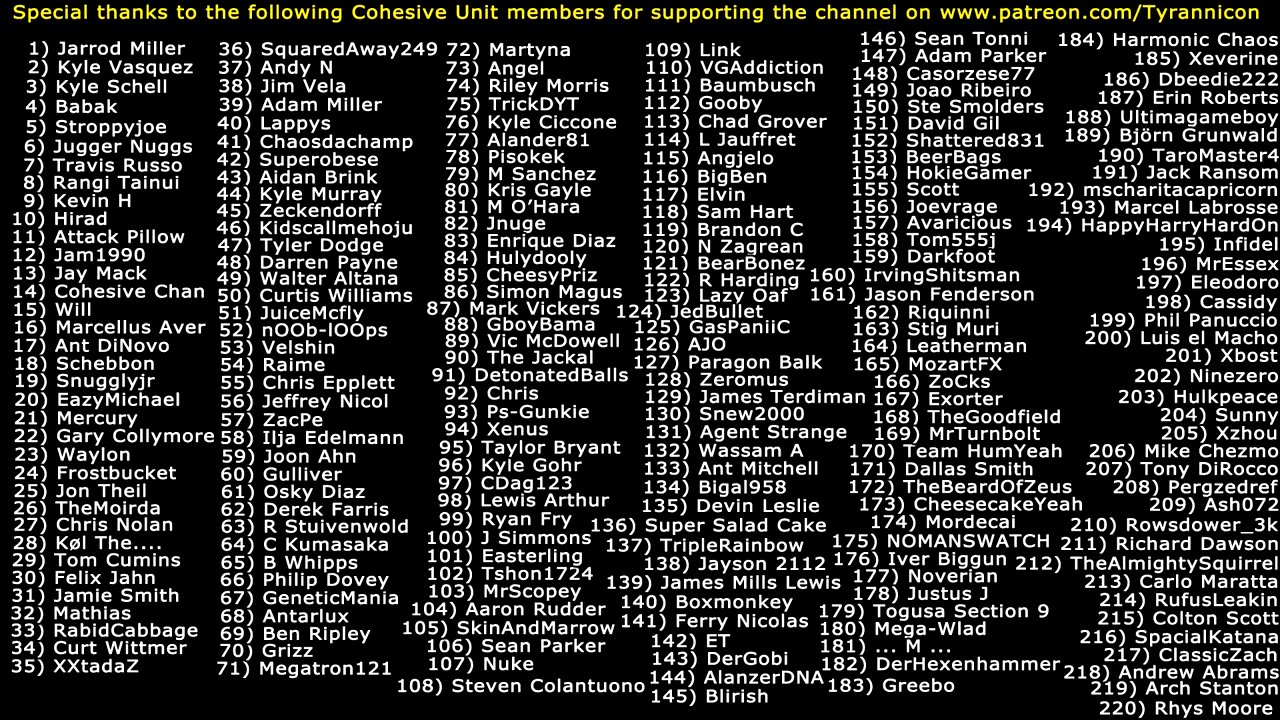 Special thanks to the following Cohesive Unit members for supporting the channel on www.patreon.com/Tyrannicon
1) Jarrod Miller
2) Kyle Vasquez
3) Kyle Schell
4) Babak
5) Stroppyjoe
6) Jugger Nuggs
7) Travis Russo
8) Rangi Tainui
9) Kevin H
10) Hirad
11) Attack Pillow
12) Jam1990
13) Jay Mack
14) Cohesive Chan
15) Will
16) Marcellus Aver
17) Ant DiNovo
18) Schebbon
19) Snugglyjr
20) EazyMichael
21) Mercury
22) Gary Collymore
23) Waylon
24) Frostbucket
25) Jon Theil
26) TheMoirda
27) Chris Nolan
28) Køl The....
29) Tom Cumins
30) Felix Jahn
31) Jamie Smith
32) Mathias
33) RabidCabbage
34) Curt Wittmer
35) XXtadaZ
36) SquaredAway249
37) Andy N
38) Jim Vela
39) Adam Miller
40) Lappys
41) Chaosdachamp
42) Superobese
43) Aidan Brink
44) Kyle Murray
45) Zeckendorff
46) Kidscallmehoju
47) Tyler Dodge
48) Darren Payne
49) Walter Altana
50) Curtis Williams
51) JuiceMcfly
52) nOOb-lOOps
53) Velshin
54) Raime
55) Chris Epplett
56) Jeffrey Nicol
57) ZacPe
58) Ilja Edelmann
59) Joon Ahn
60) Gulliver
61) Osky Diaz
62) Derek Farris
63) R Stuivenwold
64) C Kumasaka
65) B Whipps
66) Philip Dovey
67) GeneticMania
68) Antarlux
69) Ben Ripley
70) Grizz
71) Megatron121
72) Martyna
73) Angel
74) Riley Morris
75) TrickDYT
76) Kyle Ciccone
77) Alander81
78) Pisokek
79) M Sanchez
80) Kris Gayle
81) M O'Hara
82) Jnuge
83) Enrique Diaz
84) Hulydooly
85) CheesyPriz
86) Simon Magus
87) Mark Vickers
88) GboyBama
89) Vic McDowell
90) The Jackal
91) DetonatedBalls
92) Chris
93) Ps-Gunkie
94) Xenus
95) Taylor Bryant
96) Kyle Gohr
97) CDag123
98) Lewis Arthur
99) Ryan Fry
100) J Simmons
101) Easterling
102) Tshon1724
103) MrScopey
104) Aaron Rudder
105) SkinAndMarrow
106) Sean Parker
107) Nuke
108) Steven Colantuono
109) Link
110) VGAddiction
111) Baumbusch
112) Gooby
113) Chad Grover
114) L Jauffret
115) Angjelo
116) BigBen
117) Elvin
118) Sam Hart
119) Brandon C
120) N Zagrean
121) BearBonez
122) R Harding
123) Lazy Oaf
124) JedBullet
125) GasPaniiC
126) AJO
127) Paragon Balk
128) Zeromus
129) James Terdiman
130) Snew2000
131) Agent Strange
132) Wassam A
133) Ant Mitchell
134) Bigal958
135) Devin Leslie
136) Super Salad Cake
137) TripleRainbow
138) Jayson 2112
139) James Mills Lewis
140) Boxmonkey
141) Ferry Nicolas
142) ET
143) DerGobi
144) AlanzerDNA
145) Blirish
146) Sean Tonni
147) Adam Parker
148) Casorzese77
149) Joao Ribeiro
150) Ste Smolders
151) David Gil
152) Shattered831
153) BeerBags
154) HokieGamer
155) Scott
156) Joevrage
157) Avaricious
158) Tom555j
159) Darkfoot
160) IrvingShitsman
161) Jason Fenderson
162) Riquinni
163) Stig Muri
164) Leatherman
165) MozartFX
166) ZoCks
167) Exorter
168) TheGoodfield
169) MrTurnbolt
170) Team HumYeah
171) Dallas Smith
172) TheBeardOfZeus
173) CheesecakeYeah
174) Mordecai
175) NOMANSWATCH
176) Iver Biggun
177) Noverian
178) Justus J
179) Togusa Section 9
180) Mega-Wlad
181) ... M ...
182) DerHexenhammer
183) Greebo
184) Harmonic Chaos
185) Xeverine
186) Dbeedie222
187) Erin Roberts
188) Ultimagameboy
189) Björn Grunwald
190) TaroMaster4
191) Jack Ransom
192) mscharitacapricorn
193) Marcel Labrosse
194) HappyHarryHardOn
195) Infidel
196) MrEssex
197) Eleodoro
198) Cassidy
199) Phil Panuccio
200) Luis el Macho
201) Xbost
202) Ninezero
203) Hulkpeace
204) Sunny
205) Xzhou
206) Mike Chezmo
207) Tony DiRocco
208) Pergzedref
209) Ash072
210) Rowsdower_3k
211) Richard Dawson
212) TheAlmightySquirrel
213) Carlo Maratta
214) RufusLeakin
215) Colton Scott
216) SpacialKatana
217) ClassicZach
218) Andrew Abrams
219) Arch Stanton
220) Rhys Moore